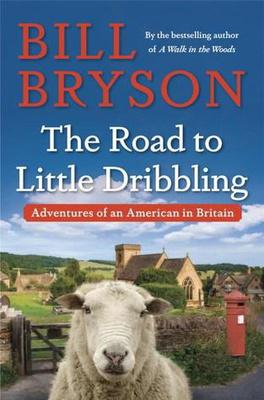 BILL
BRYSON
By the bestselling author
of A Walk in the Woods
The Road to
Little Dribbling
Adventures of an American in Britain